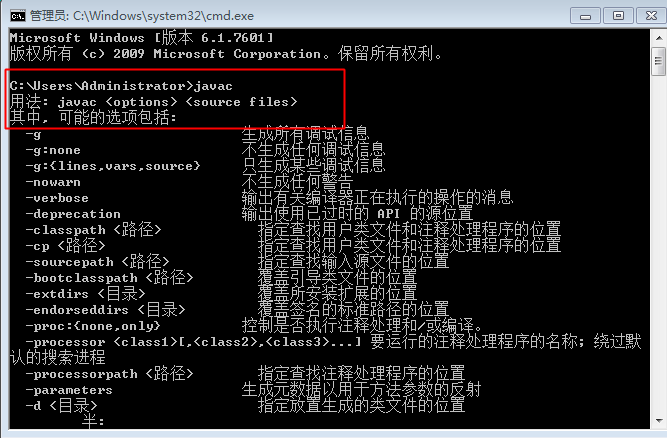 管理员: C:\Windows\system32\cmd.exe
Microsoft Windows [版本 6.1.7601]
版权所有 (c) 2009 Microsoft Corporation。保留所有权利。
C:\Users\Administrator>javac
用法: javac <options> <source files>
其中, 可能的选项包括:
-g 生成所有调试信息
-g:none 不生成任何调试信息
-g:{lines,vars,source} 只生成某些调试信息
-nowarn 不生成任何警告
-verbose 输出有关编译器正在执行的操作的消息
-deprecation 输出使用已过时的 API 的源位置
-classpath <路径> 指定查找用户类文件和注释处理程序的位置
-cp <路径> 指定查找用户类文件和注释处理程序的位置
-sourcepath <路径> 指定查找输入源文件的位置
-bootclasspath <路径> 覆盖引导类文件的位置
-extdirs <目录> 覆盖所安装扩展的位置
-endorseddirs <目录> 覆盖签名的标准路径的位置
-proc:{none,only} 控制是否执行注释处理和/或编译。
-processor <class1>[,<class2>,<class3>...] 要运行的注释处理程序的名称; 绕过默
认的搜索进程
-processorpath <路径> 指定查找注释处理程序的位置
-parameters 生成元数据以用于方法参数的反射
-d <目录> 指定放置生成的类文件的位置
半: